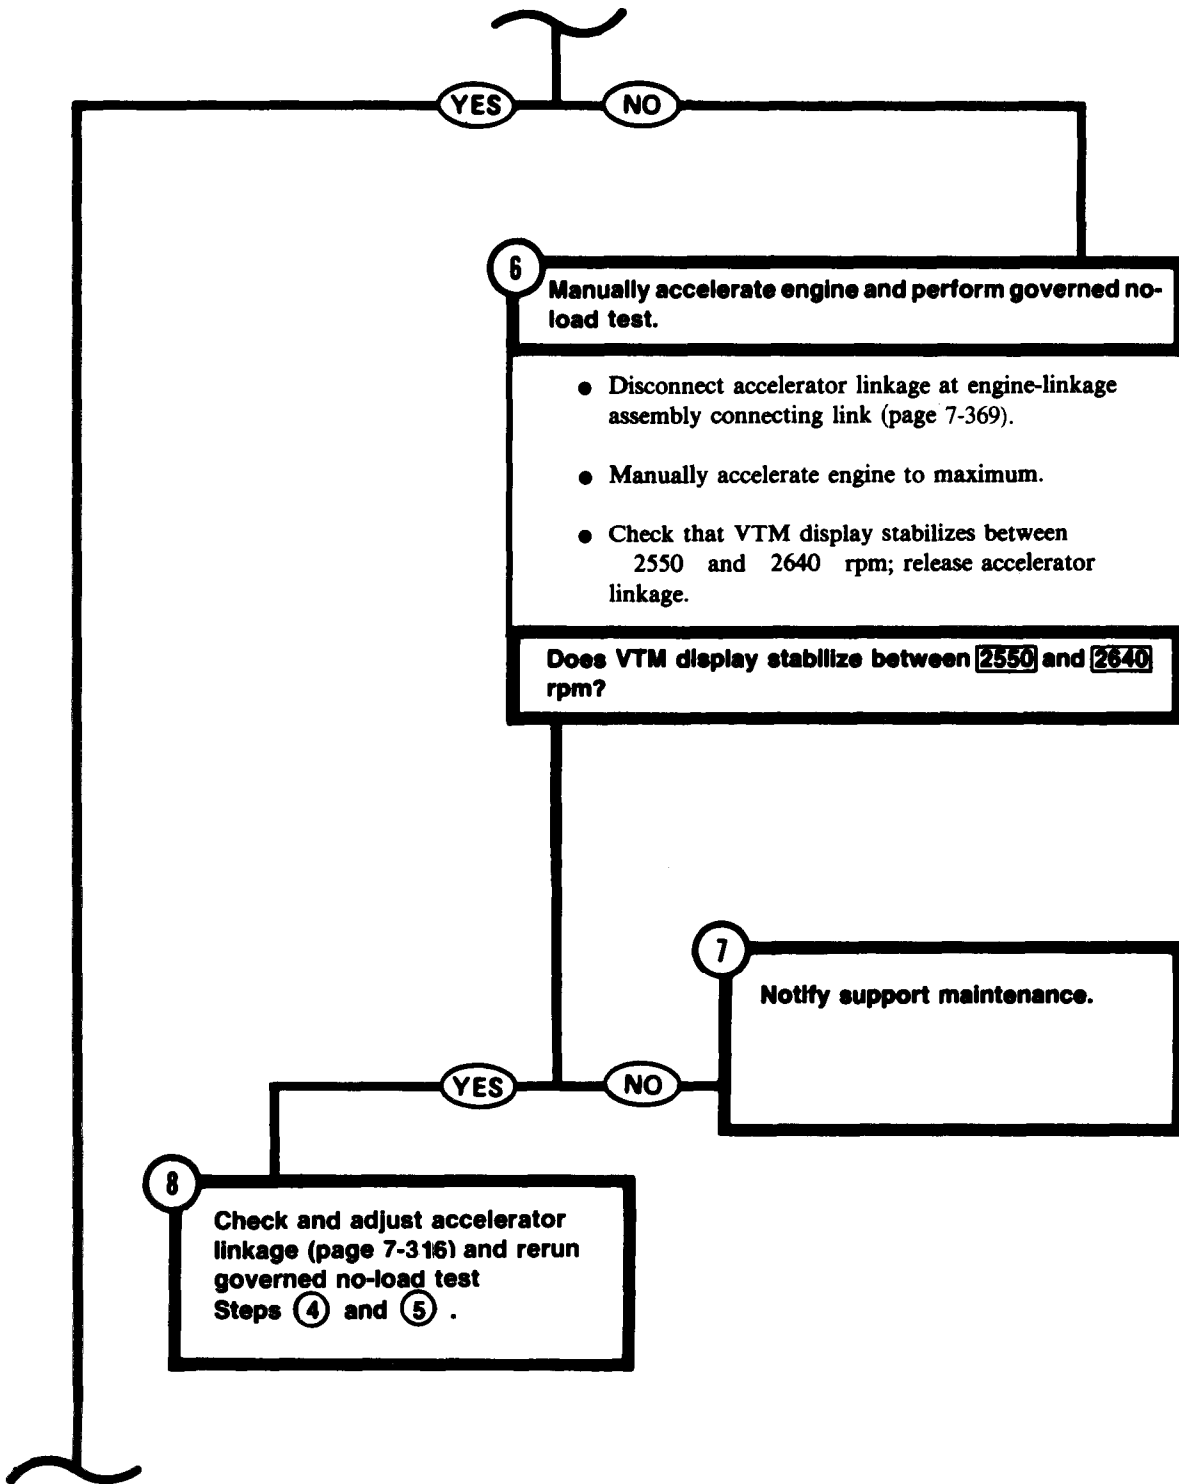 YES
NO
6
Manually accelerate engine and perform governed no-
load test.
● Disconnect accelerator linkage at engine-linkage
assembly connecting link (page 7-369).
● Manually accelerate engine to maximum.
● Check that VTM display stabilizes between
2550 and 2640 rpm; release accelerator
linkage.
Does VTM display stabilize between 2550 and 2640
rpm?
7
Notify support maintenance.
YES
NO
8
Check and adjust accelerator
linkage (page 7-316) and rerun
governed no-load test
Steps 4 and 5 .